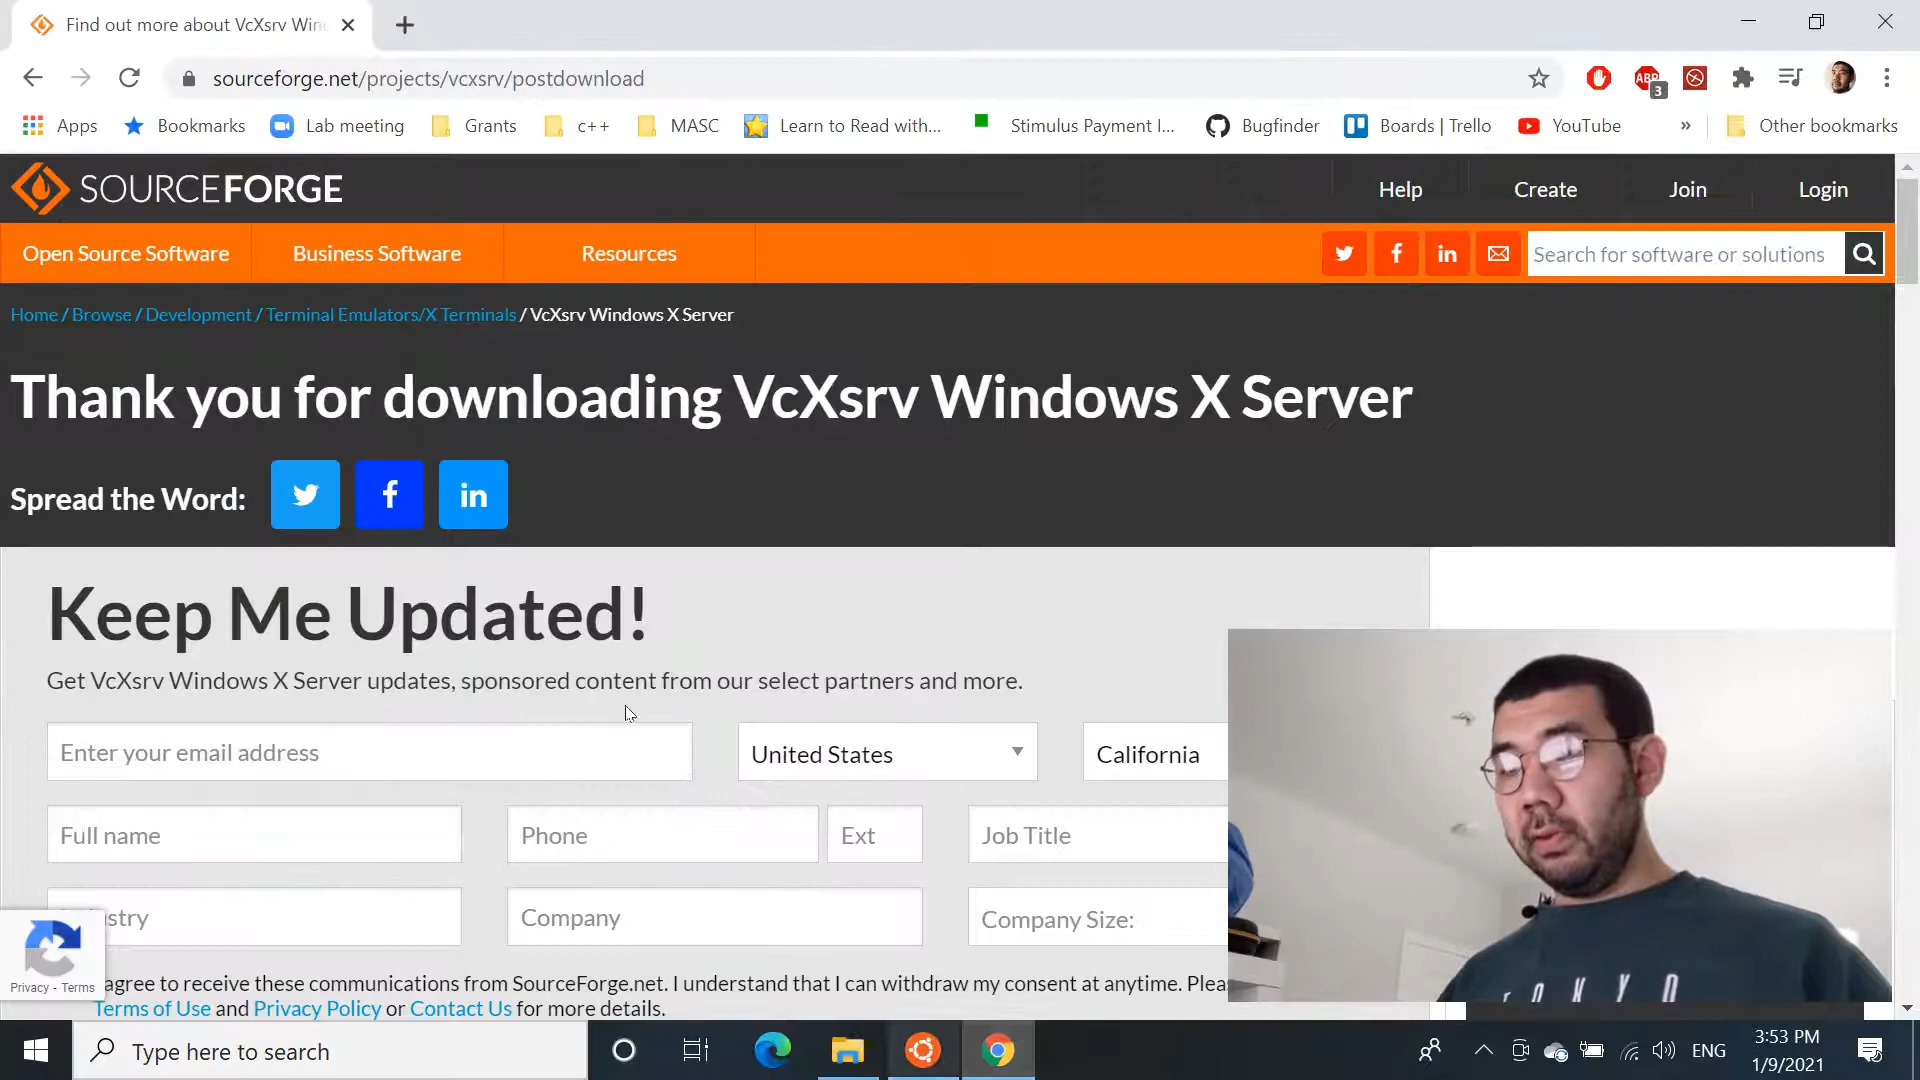 Find out more about VcXsrv Win
sourceforge.net/projects/vcxsrv/postdownload
ABP
3
Apps
Bookmarks
Lab meeting
Grants
c++
MASC
Learn to Read with...
Stimulus Payment I...
Bugfinder
Boards | Trello
YouTube
»
Other bookmarks
SOURCEFORGE
Help
Create
Join
Login
Open Source Software
Business Software
Resources
Search for software or solutions
Home / Browse / Development / Terminal Emulators/X Terminals / VcXsrv Windows X Server
Thank you for downloading VcXsrv Windows X Server
Spread the Word:
Keep Me Updated!
Get VcXsrv Windows X Server updates, sponsored content from our select partners and more.
Enter your email address
United States
California
Full name
Phone
Ext
Job Title
stry
Company
Company Size:
Privacy - Terms
agree to receive these communications from SourceForge.net. I understand that I can withdraw my consent at anytime. Pleas
Terms of Use and Privacy Policy or Contact Us for more details.
TOKYO
Type here to search
ENG
3:53 PM
1/9/2021